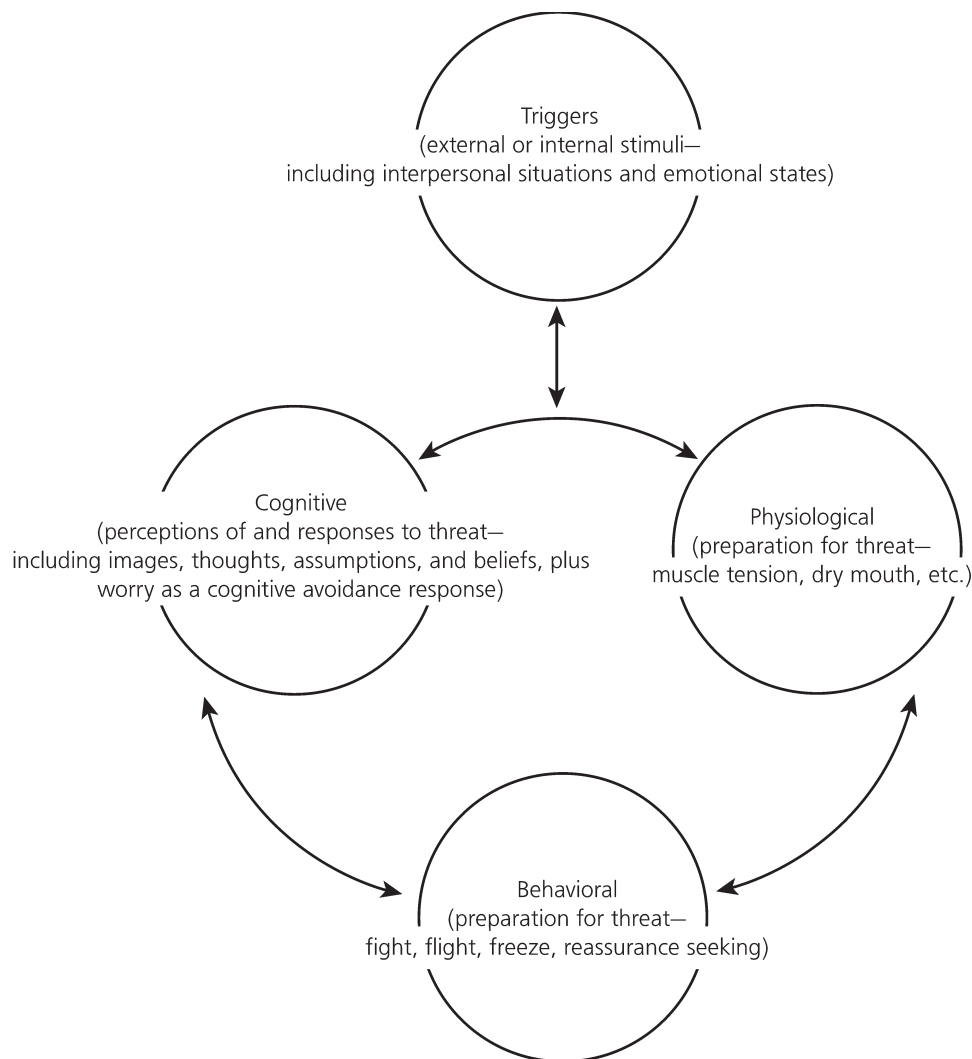 Triggers
(external or internal stimuli—
including interpersonal situations and emotional states)
Cognitive
(perceptions of and responses to threat—
including images, thoughts, assumptions, and beliefs, plus
worry as a cognitive avoidance response)
Physiological
(preparation for threat—
muscle tension, dry mouth, etc.)
Behavioral
(preparation for threat—
fight, flight, freeze, reassurance seeking)